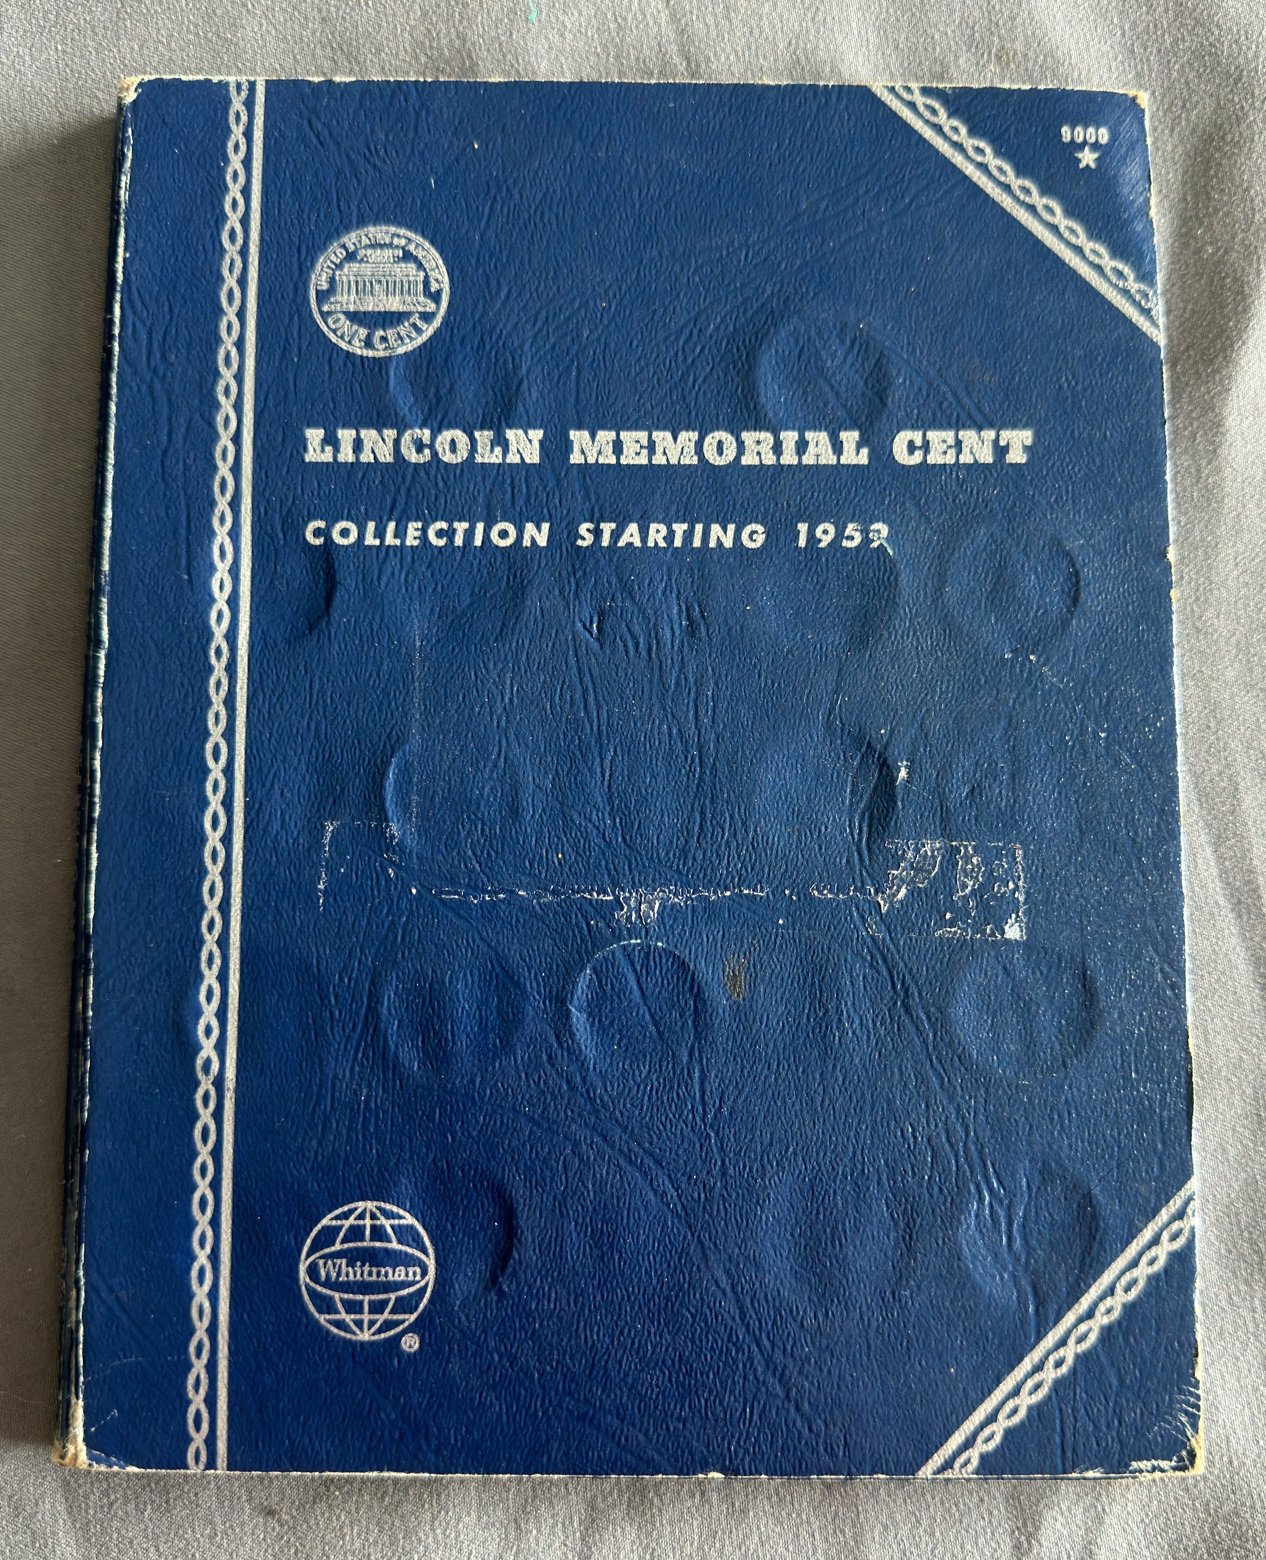 9000
UNITED STATES OF AMERICA
ONE CENT
LINCOLN MEMORIAL CENT
COLLECTION STARTING 1959
Whitman
®